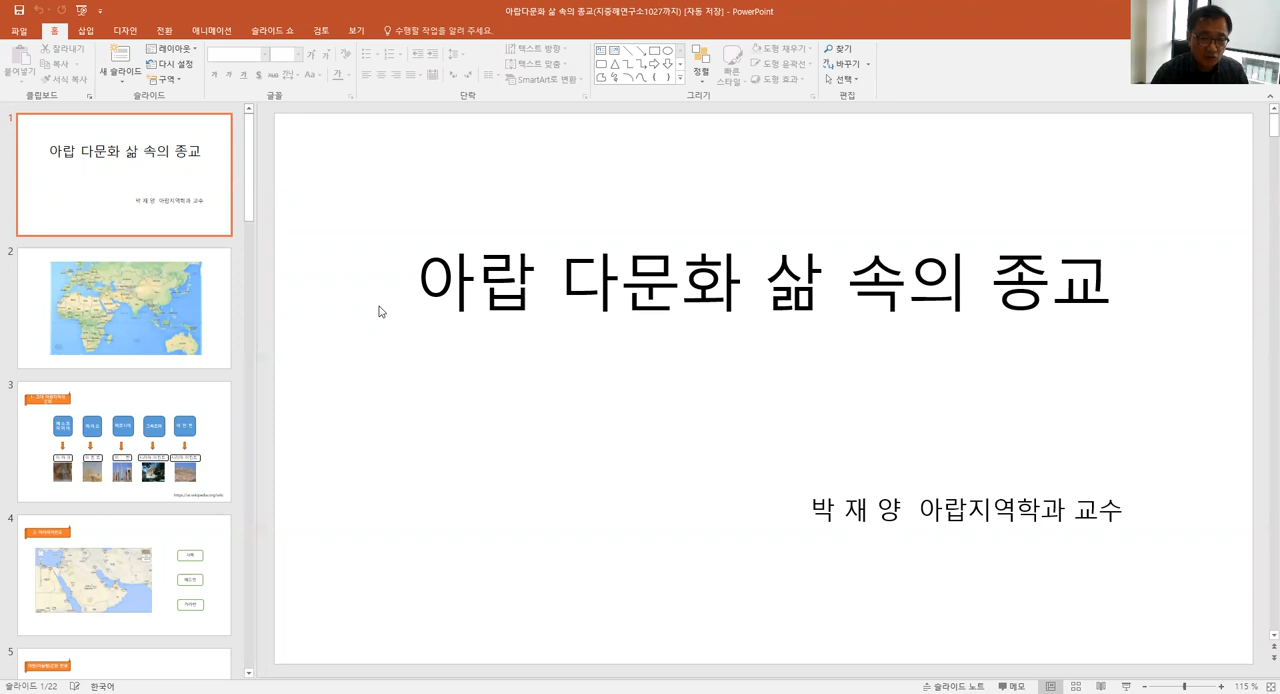 아랍다문화 삶 속의 종교(지중해연구소1027까지) [자동 저장] - PowerPoint
파일 홈 삽입 디자인 전환 애니메이션 슬라이드 쇼 검토 보기 수행할 작업을 알려 주세요.
붙여넣기
잘라내기
복사
서식 복사
클립보드
새 슬라이드
레이아웃
다시 설정
구역
슬라이드
가 가 가 S
글꼴
텍스트 방향
텍스트 맞춤
SmartArt로 변환
단락
정렬
빠른 스타일
도형 채우기
도형 윤곽선
도형 효과
그리기
찾기
바꾸기
선택
편집
1
아랍 다문화 삶 속의 종교
박 재 양 아랍지역학과 교수
2
3
4
5
아랍 다문화 삶 속의 종교
박 재 양 아랍지역학과 교수
슬라이드 1/22 한국어
슬라이드 노트 메모 115 %